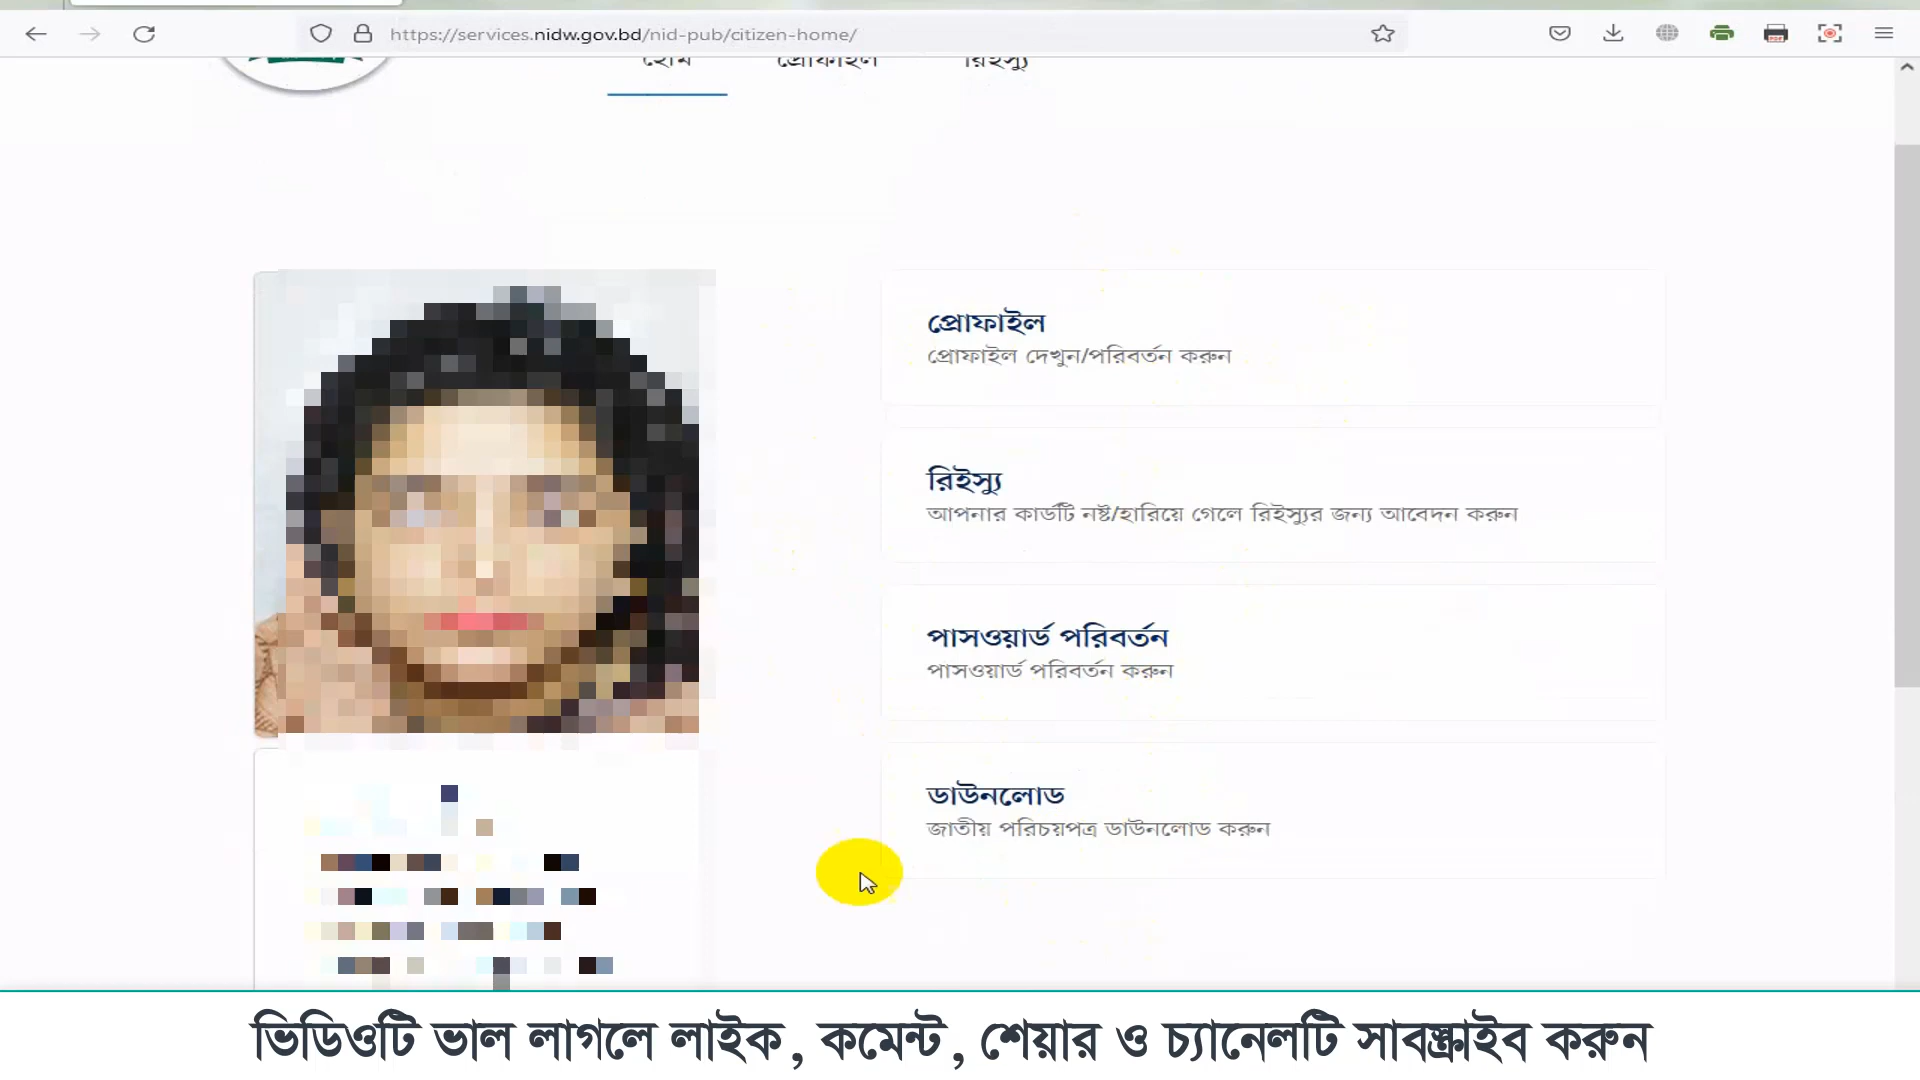 https://services.nidw.gov.bd/nid-pub/citizen-home/
হোম প্রোফাইল রিইস্যু
প্রোফাইল
প্রোফাইল দেখুন/পরিবর্তন করুন
রিইস্যু
আপনার কার্ডটি নষ্ট/হারিয়ে গেলে রিইস্যুর জন্য আবেদন করুন
পাসওয়ার্ড পরিবর্তন
পাসওয়ার্ড পরিবর্তন করুন
ডাউনলোড
জাতীয় পরিচয়পত্র ডাউনলোড করুন
ভিডিওটি ভাল লাগলে লাইক, কমেন্ট, শেয়ার ও চ্যানেলটি সাবস্ক্রাইব করুন